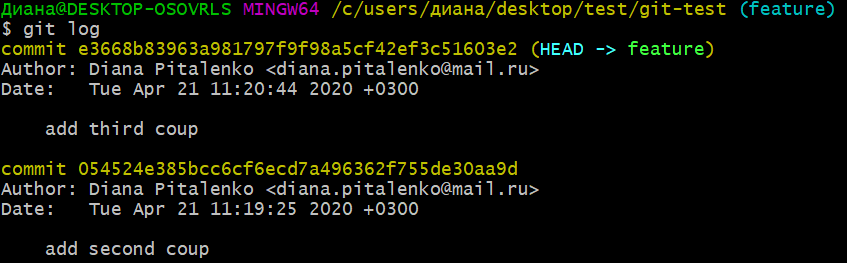 Диана@DESKTOP-OSOVRLS MINGW64 /c/users/диана/desktop/test/git-test (feature)
$ git log
commit e3668b83963a981797f9f98a5cf42ef3c51603e2 (HEAD -> feature)
Author: Diana Pitalenko <diana.pitalenko@mail.ru>
Date:   Tue Apr 21 11:20:44 2020 +0300
    add third coup
commit 054524e385bcc6cf6ecd7a496362f755de30aa9d
Author: Diana Pitalenko <diana.pitalenko@mail.ru>
Date:   Tue Apr 21 11:19:25 2020 +0300
    add second coup